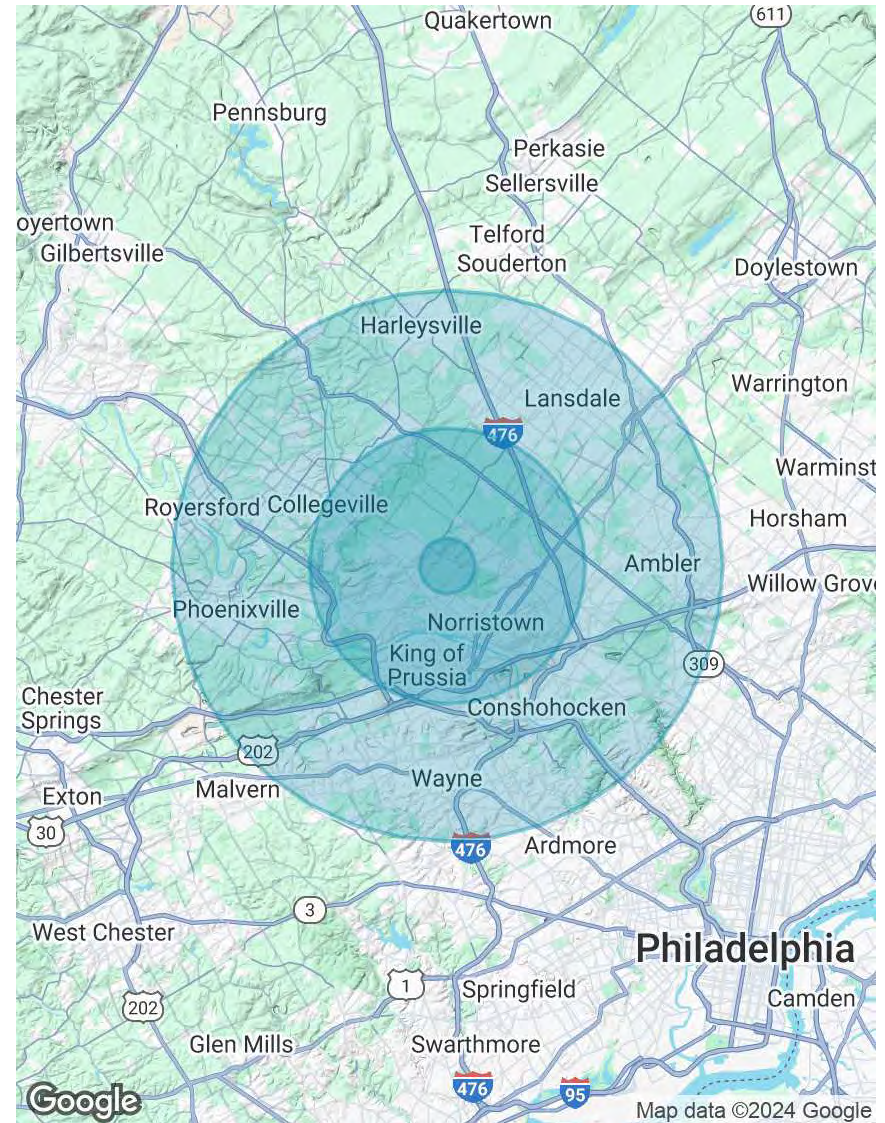 611
Quakertown
Pennsburg
Perkasie
Sellersville
oyertown
Gilbertsville
Telford
Souderton
Doylestown
Harleysville
Warrington
Lansdale
476
Warminst
Royersford
Collegeville
Horsham
Ambler
Willow Grove
Phoenixville
Norristown
King of
Prussia
309
Chester
Springs
Conshohocken
202
Wayne
Malvern
Exton
30
476
Ardmore
3
West Chester
Philadelphia
1
Springfield
Camden
202
Glen Mills
Swarthmore
476
95
Google
Map data ©2024 Google